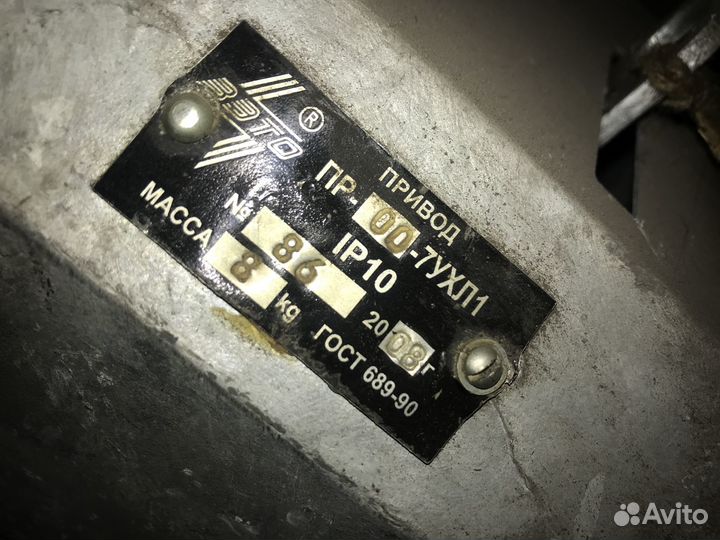 ЗЭТО ®
ПРИВОД
ПР-00-7УХЛ1
IP10
№ 86
2008г
МАССА 8 kg
ГОСТ 689-90
Avito